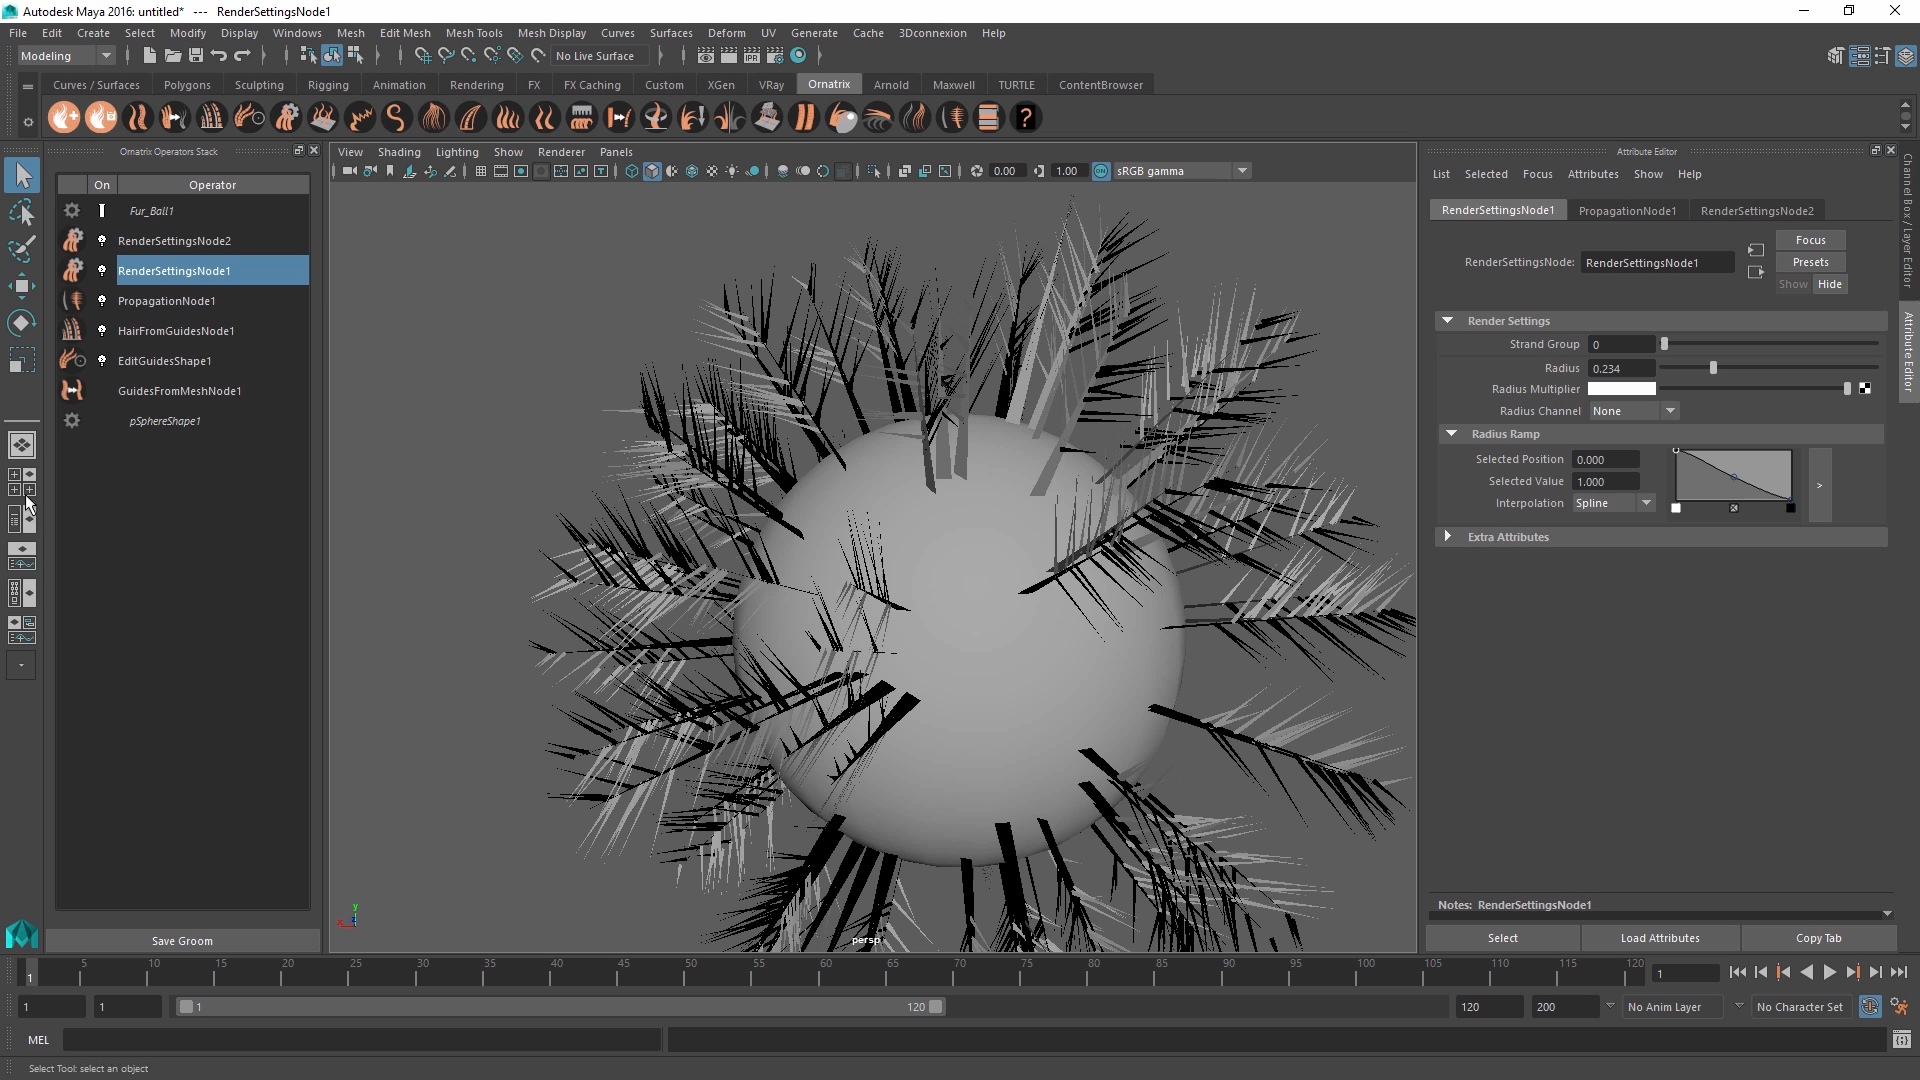 Autodesk Maya 2016: untitled* --- RenderSettingsNode1
File Edit Create Select Modify Display Windows Mesh Edit Mesh Mesh Tools Mesh Display Curves Surfaces Deform UV Generate Cache 3Dconnexion Help
Modeling No Live Surface
Curves / Surfaces Polygons Sculpting Rigging Animation Rendering FX FX Caching Custom XGen VRay Ornatrix Arnold Maxwell TURTLE ContentBrowser
Ornatrix Operators Stack
On Operator
Fur_Ball1
RenderSettingsNode2
RenderSettingsNode1
PropagationNode1
HairFromGuidesNode1
EditGuidesShape1
GuidesFromMeshNode1
pSphereShape1
Save Groom
View Shading Lighting Show Renderer Panels
0.00 1.00 ON sRGB gamma
persp
y
x
z
Attribute Editor
List Selected Focus Attributes Show Help
RenderSettingsNode1 PropagationNode1 RenderSettingsNode2
Focus
RenderSettingsNode: RenderSettingsNode1
Presets
Show Hide
Render Settings
Strand Group 0
Radius 0.234
Radius Multiplier
Radius Channel None
Radius Ramp
Selected Position 0.000
Selected Value 1.000
Interpolation Spline
>
Extra Attributes
Notes: RenderSettingsNode1
Select Load Attributes Copy Tab
Channel Box / Layer Editor
Attribute Editor
1 5 10 15 20 25 30 35 40 45 50 55 60 65 70 75 80 85 90 95 100 105 110 115 120 1
1 1 1 120 120 200 No Anim Layer No Character Set
MEL
Select Tool: select an object